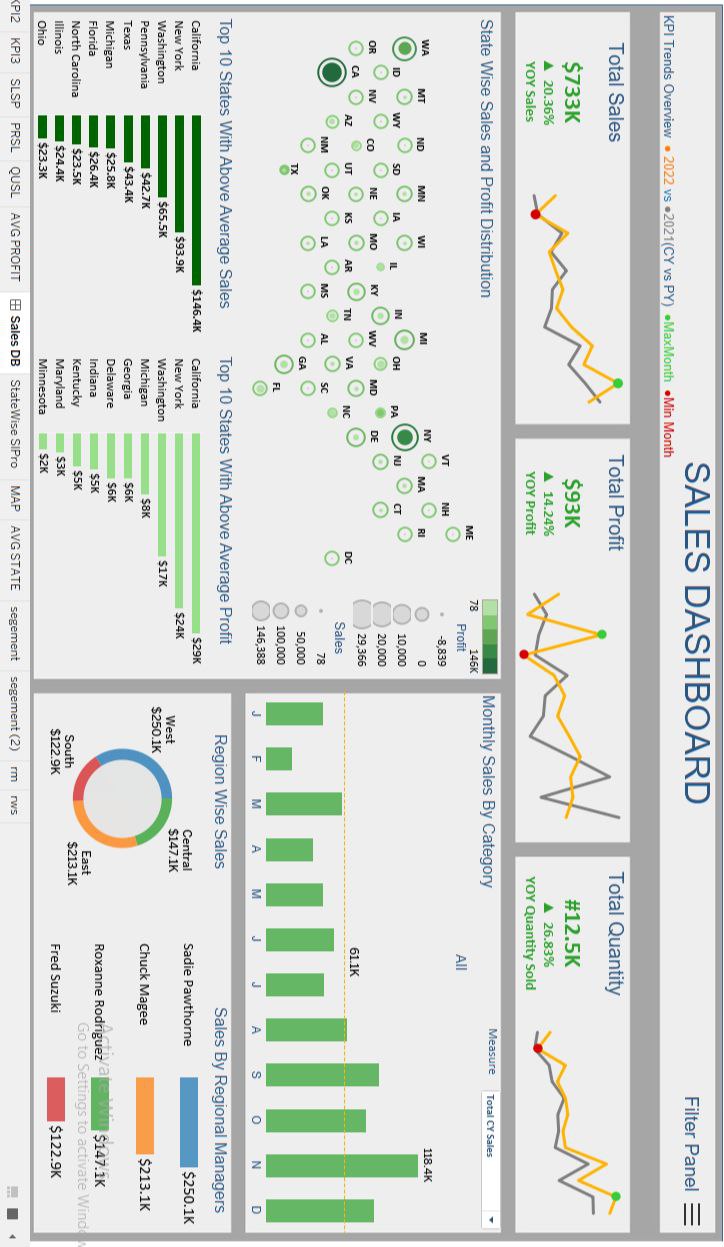 SALES DASHBOARD
Filter Panel
KPI Trends Overview ● 2022 vs ●2021(CY vs PY) ●MaxMonth ●Min Month
Total Sales
$733K
▲ 20.36%
YOY Sales
Total Profit
$93K
▲ 14.24%
YOY Profit
Total Quantity
#12.5K
▲ 26.83%
YOY Quantity Sold
State Wise Sales and Profit Distribution
78 146K
Profit
-8,839
0
10,000
20,000
29,366
Sales
78
50,000
100,000
146,388
ME
VT NH
WA MT ND MN WI MI NY MA RI
ID WY SD IA IL IN OH PA NJ CT
OR NV CO NE MO KY WV MD DE
CA AZ UT KS AR TN VA NC DC
NM OK LA MS AL SC
TX GA
FL
Monthly Sales By Category
Measure Total CY Sales
All
118.4K
61.1K
J F M A M J J A S O N D
Top 10 States With Above Average Sales
California $146.4K
New York $93.9K
Washington $65.5K
Pennsylvania $42.7K
Texas $43.4K
Michigan $25.8K
Florida $26.4K
North Carolina $23.5K
Illinois $24.4K
Ohio $23.3K
Top 10 States With Above Average Profit
California $29K
New York $24K
Washington $17K
Michigan $8K
Georgia $6K
Delaware $6K
Indiana $5K
Kentucky $5K
Maryland $3K
Minnesota $2K
Region Wise Sales
Central
$147.1K
West
$250.1K
East
$213.1K
South
$122.9K
Sales By Regional Managers
Sadie Pawthorne $250.1K
Chuck Magee $213.1K
Roxanne Rodriguez $147.1K
Fred Suzuki $122.9K
Activate Windows
Go to Settings to activate Window
KPI2 KPI3 SLSP PRSL QUSL AVG PROFIT Sales DB StateWise SlPro MAP AVG STATE segement segement (2) rm rws